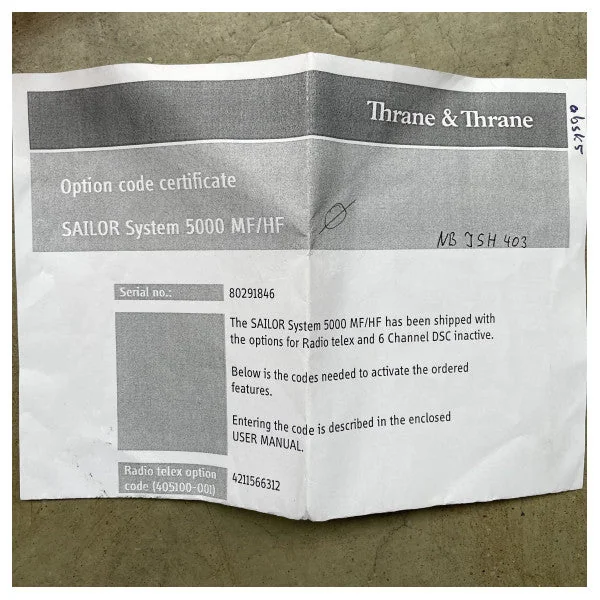 Thrane & Thrane
Option code certificate
SAILOR System 5000 MF/HF
NB JSH 403
Serial no.: 80291846
The SAILOR System 5000 MF/HF has been shipped with
the options for Radio telex and 6 Channel DSC inactive.
Below is the codes needed to activate the ordered
features.
Entering the code is described in the enclosed
USER MANUAL.
Radio telex option
code (405100-001)
4211566312